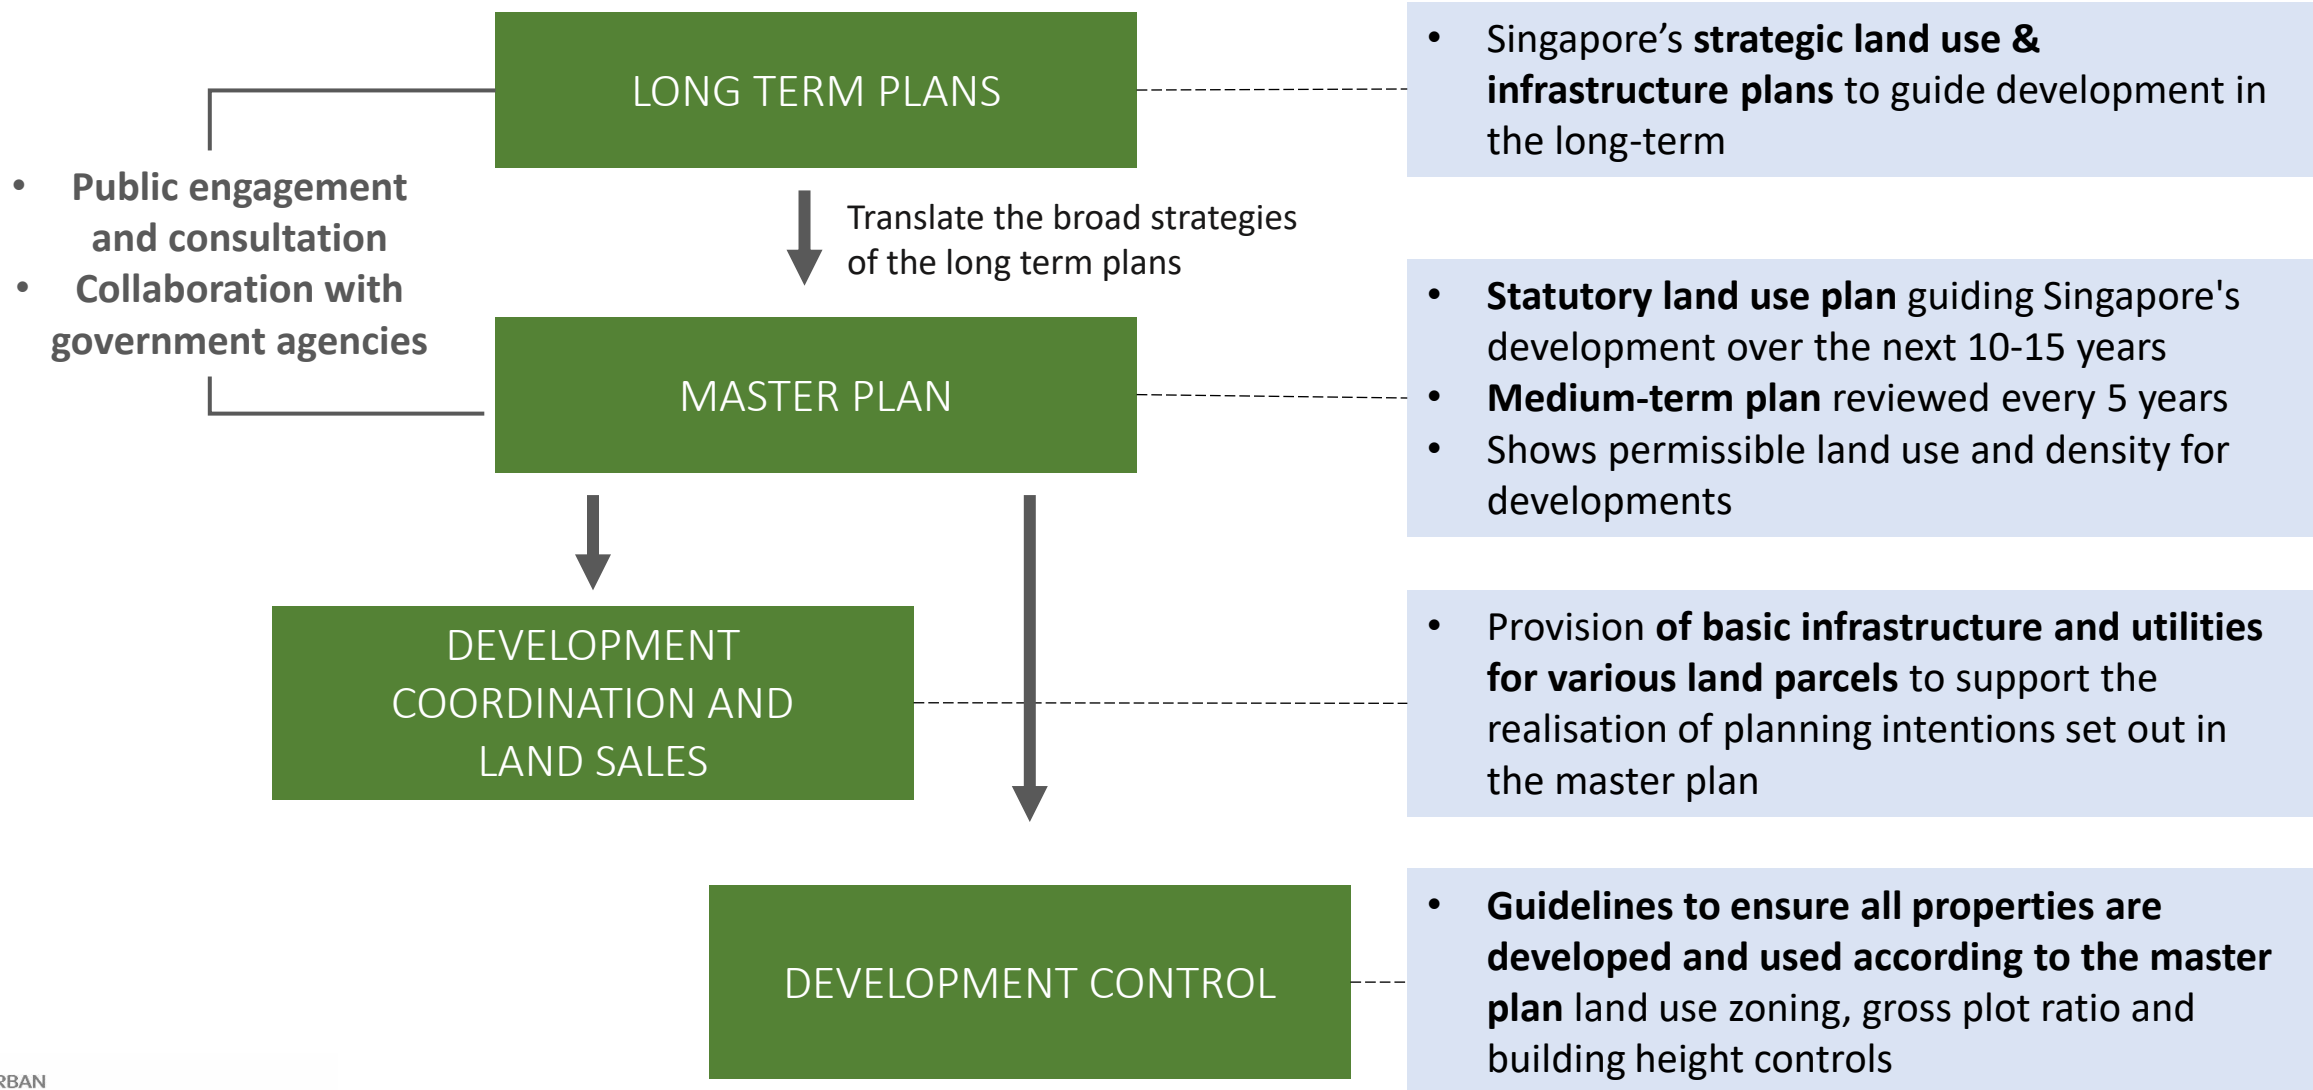 LONG TERM PLANS
• Singapore’s strategic land use &
infrastructure plans to guide development in
the long-term
• Public engagement
and consultation
• Collaboration with
government agencies
Translate the broad strategies
of the long term plans
MASTER PLAN
• Statutory land use plan guiding Singapore's
development over the next 10-15 years
• Medium-term plan reviewed every 5 years
• Shows permissible land use and density for
developments
DEVELOPMENT
COORDINATION AND
LAND SALES
• Provision of basic infrastructure and utilities
for various land parcels to support the
realisation of planning intentions set out in
the master plan
DEVELOPMENT CONTROL
• Guidelines to ensure all properties are
developed and used according to the master
plan land use zoning, gross plot ratio and
building height controls
RBAN